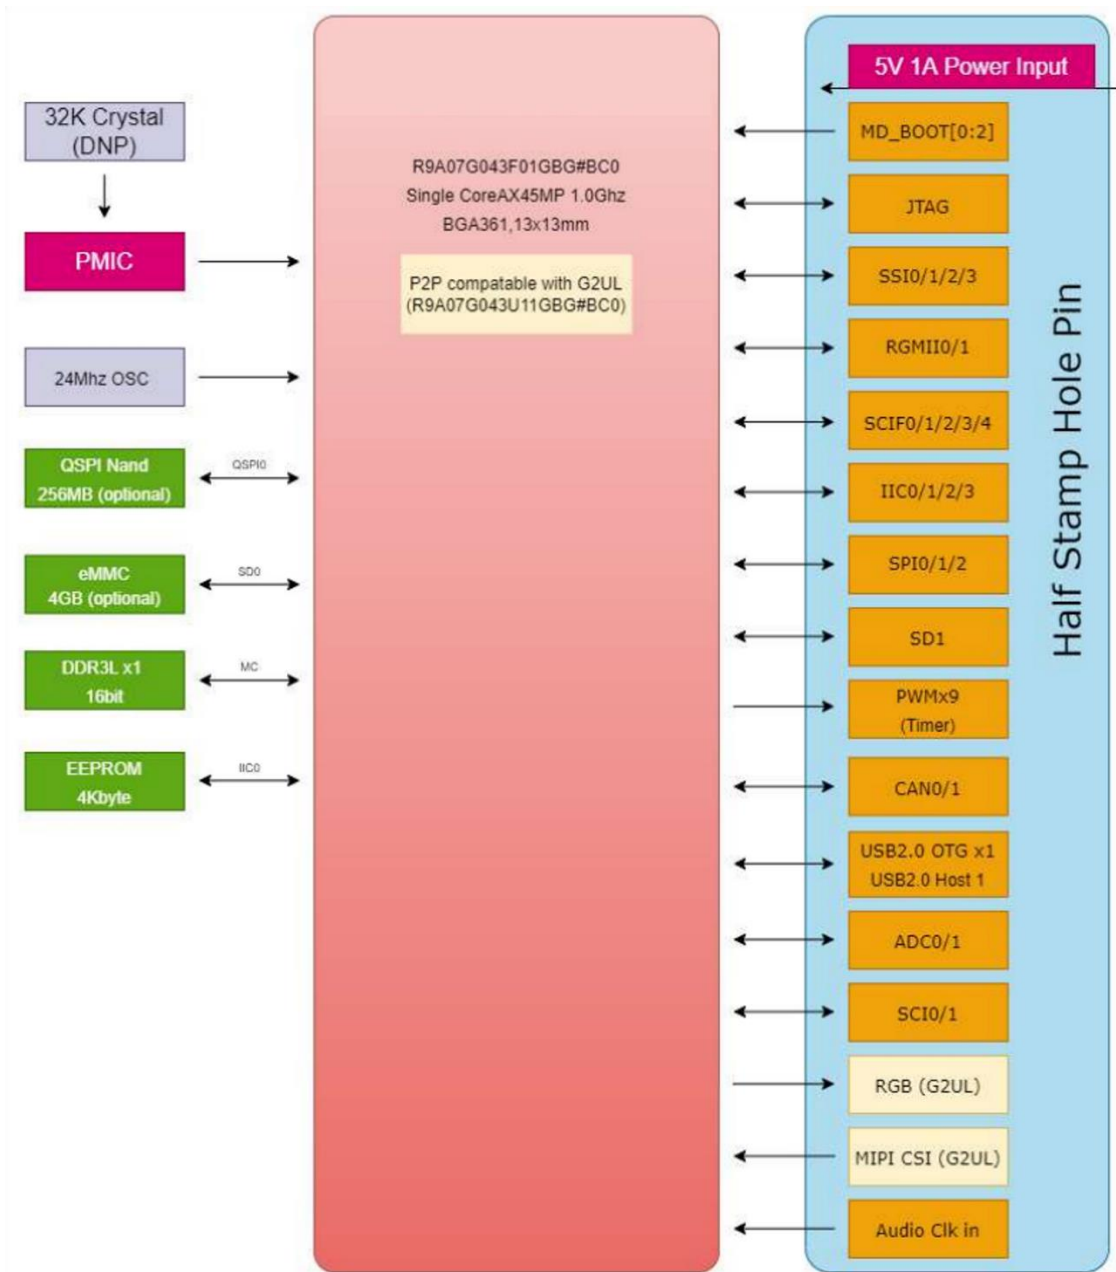 32K Crystal
(DNP)
PMIC
24Mhz OSC
QSPI Nand
256MB (optional)
QSPI0
eMMC
4GB (optional)
SD0
DDR3L x1
16bit
MC
EEPROM
4Kbyte
IIC0
R9A07G043F01GBG#BC0
Single CoreAX45MP 1.0Ghz
BGA361,13x13mm
P2P compatable with G2UL
(R9A07G043U11GBG#BC0)
5V 1A Power Input
MD_BOOT[0:2]
JTAG
SSI0/1/2/3
RGMII0/1
SCIF0/1/2/3/4
IIC0/1/2/3
SPI0/1/2
SD1
PWMx9
(Timer)
CAN0/1
USB2.0 OTG x1
USB2.0 Host 1
ADC0/1
SCI0/1
RGB (G2UL)
MIPI CSI (G2UL)
Audio Clk in
Half Stamp Hole Pin